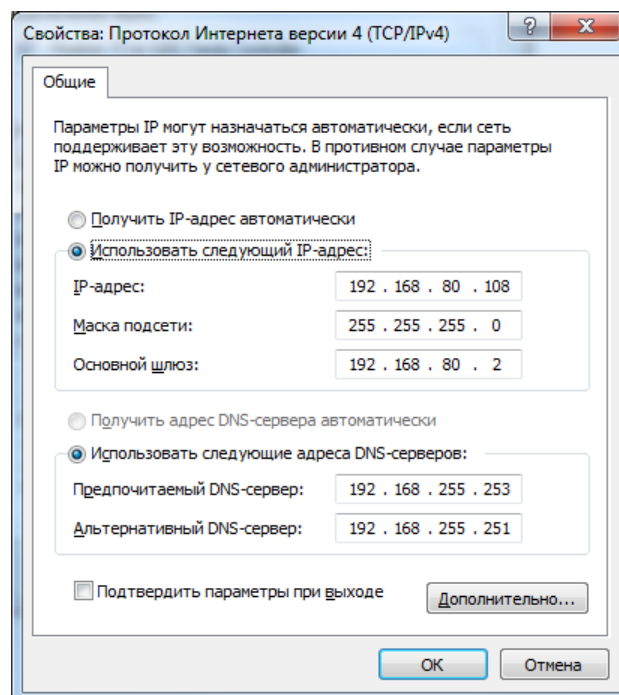 Свойства: Протокол Интернета версии 4 (TCP/IPv4)
?
Общие
Параметры IP могут назначаться автоматически, если сеть
поддерживает эту возможность. В противном случае параметры
IP можно получить у сетевого администратора.
Получить IP-адрес автоматически
Использовать следующий IP-адрес:
IP-адрес: 192 . 168 . 80 . 108
Маска подсети: 255 . 255 . 255 . 0
Основной шлюз: 192 . 168 . 80 . 2
Получить адрес DNS-сервера автоматически
Использовать следующие адреса DNS-серверов:
Предпочитаемый DNS-сервер: 192 . 168 . 255 . 253
Альтернативный DNS-сервер: 192 . 168 . 255 . 251
Подтвердить параметры при выходе
Дополнительно...
ОК Отмена